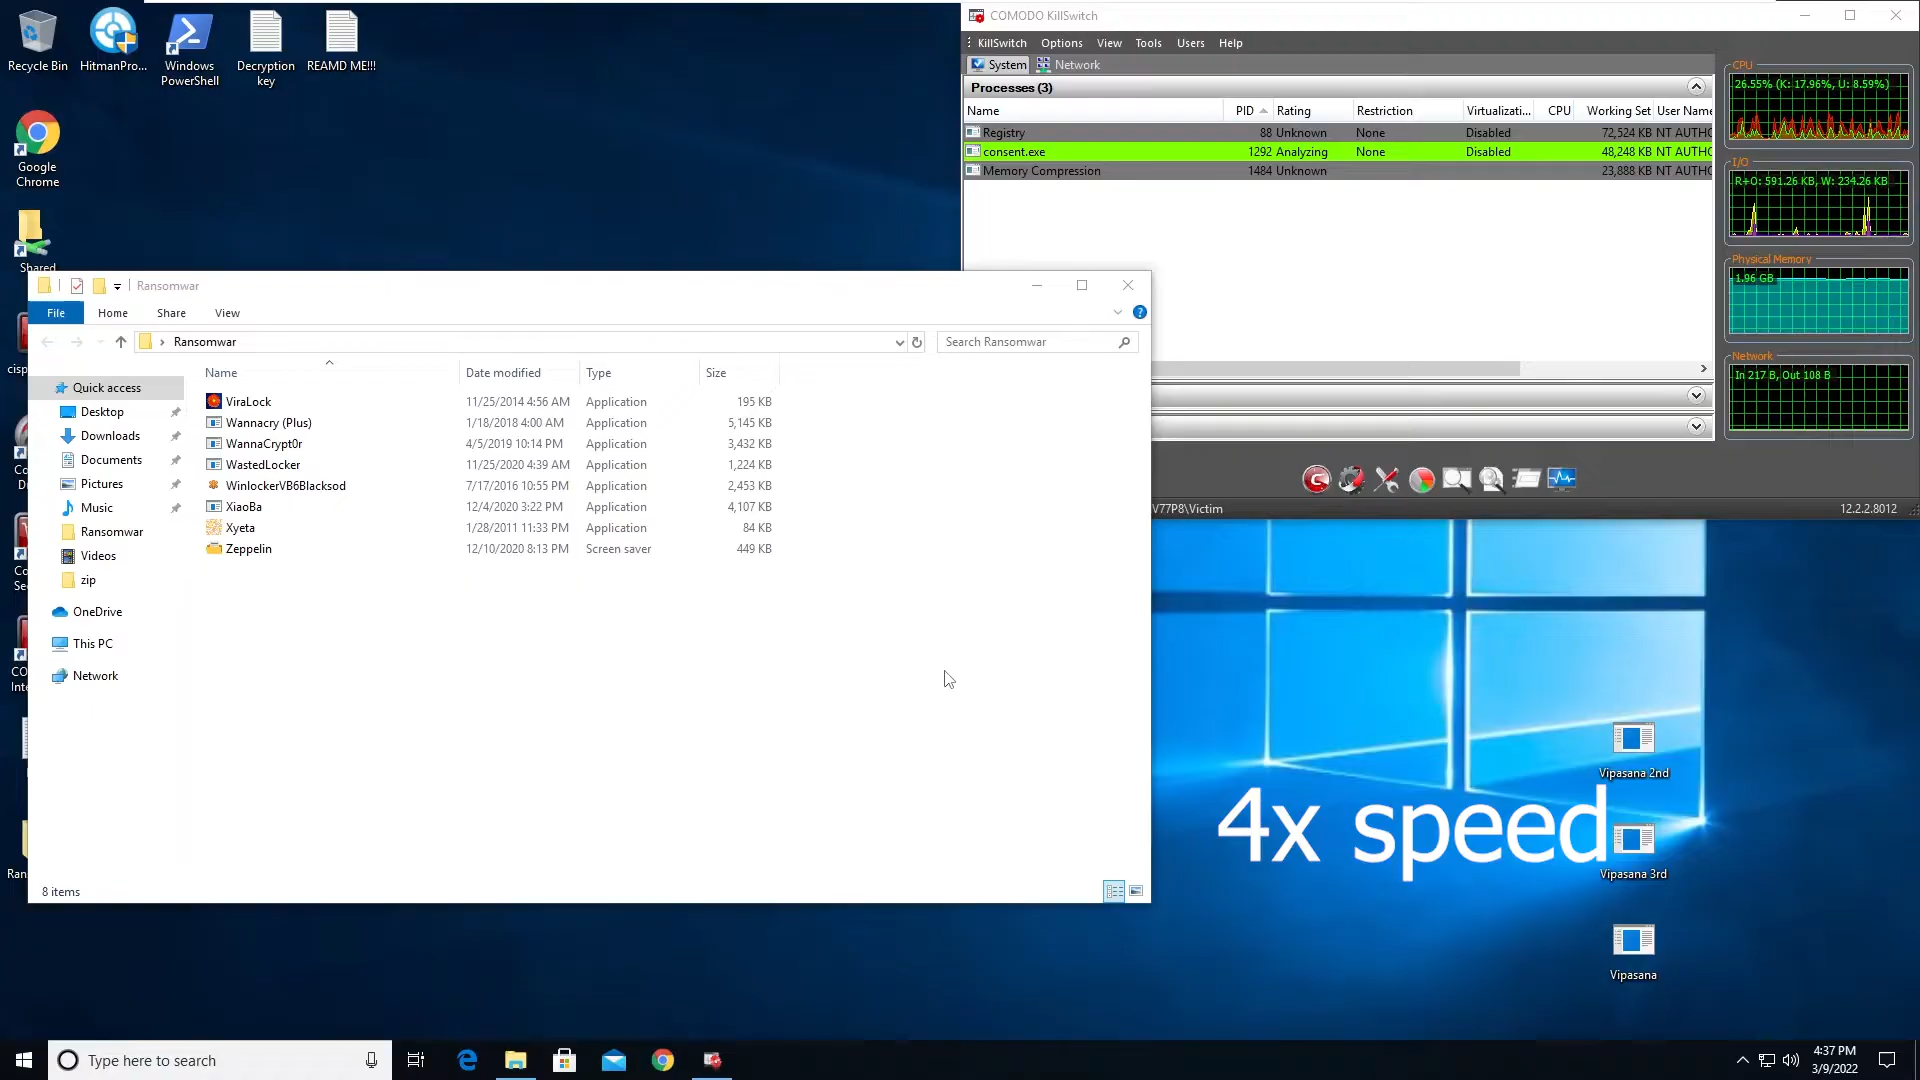 Recycle Bin
HitmanPro...
Windows PowerShell
Decryption key
REAMD ME!!!
Google Chrome
Shared
COMODO KillSwitch
KillSwitch Options View Tools Users Help
System Network
Processes (3)
Name PID Rating Restriction Virtualizati... CPU Working Set User Name
Registry 88 Unknown None Disabled 72,524 KB NT AUTHO
consent.exe 1292 Analyzing None Disabled 48,248 KB NT AUTHO
Memory Compression 1484 Unknown 23,888 KB NT AUTHO
CPU
26.55% (K: 17.96%, U: 8.59%)
I/O
R+O: 591.26 KB, W: 234.26 KB
Physical Memory
1.96 GB
Network
In 217 B, Out 108 B
V77P8\Victim 12.2.2.8012
Ransomwar
File Home Share View
Ransomwar
Search Ransomwar
Name Date modified Type Size
ViraLock 11/25/2014 4:56 AM Application 195 KB
Wannacry (Plus) 1/18/2018 4:00 AM Application 5,145 KB
WannaCrypt0r 4/5/2019 10:14 PM Application 3,432 KB
WastedLocker 11/25/2020 4:39 AM Application 1,224 KB
WinlockerVB6Blacksod 7/17/2016 10:55 PM Application 2,453 KB
XiaoBa 12/4/2020 3:22 PM Application 4,107 KB
Xyeta 1/28/2011 11:33 PM Application 84 KB
Zeppelin 12/10/2020 8:13 PM Screen saver 449 KB
Quick access
Desktop
Downloads
Documents
Pictures
Music
Ransomwar
Videos
zip
OneDrive
This PC
Network
8 items
cisp
Co
D
Co
Se
CO
Int
Ran
4x speed
Vipasana 2nd
Vipasana 3rd
Vipasana
Type here to search
4:37 PM
3/9/2022